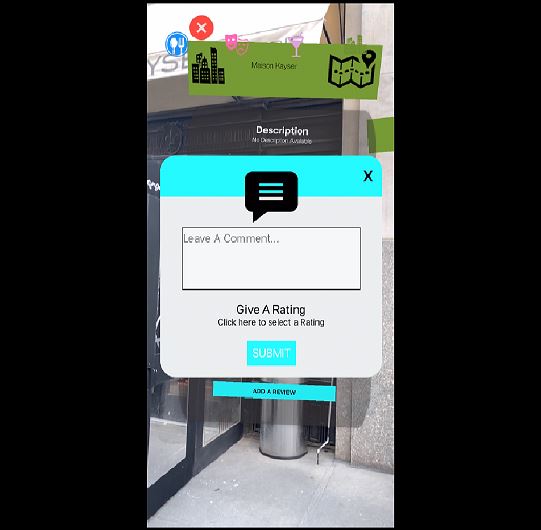 YSE
Maison Kayser
Description
No Description Available
X
Leave A Comment...
Give A Rating
Click here to select a Rating
SUBMIT
ADD A REVIEW